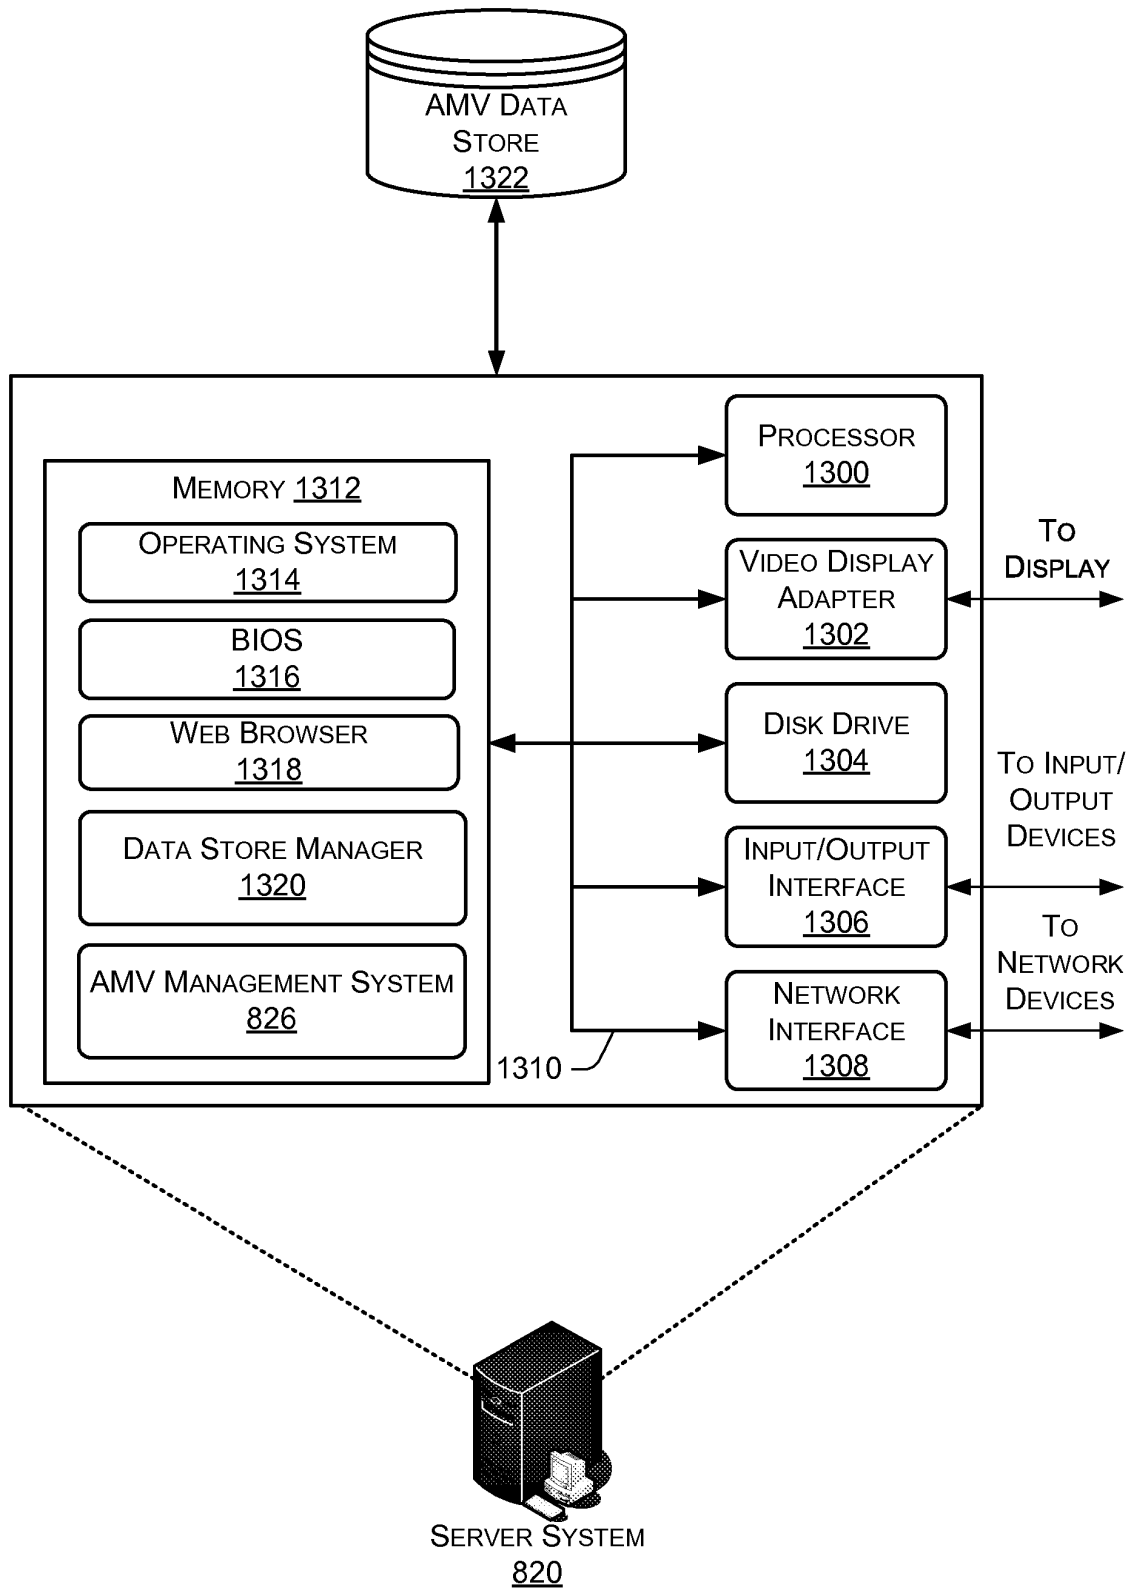 AMV DATA
STORE
1322
PROCESSOR
1300
MEMORY 1312
OPERATING SYSTEM
1314
BIOS
1316
WEB BROWSER
1318
DATA STORE MANAGER
1320
AMV MANAGEMENT SYSTEM
826
VIDEO DISPLAY
ADAPTER
1302
TO
DISPLAY
DISK DRIVE
1304
TO INPUT/
OUTPUT
DEVICES
INPUT/OUTPUT
INTERFACE
1306
TO
NETWORK
DEVICES
NETWORK
INTERFACE
1308
1310
SERVER SYSTEM
820